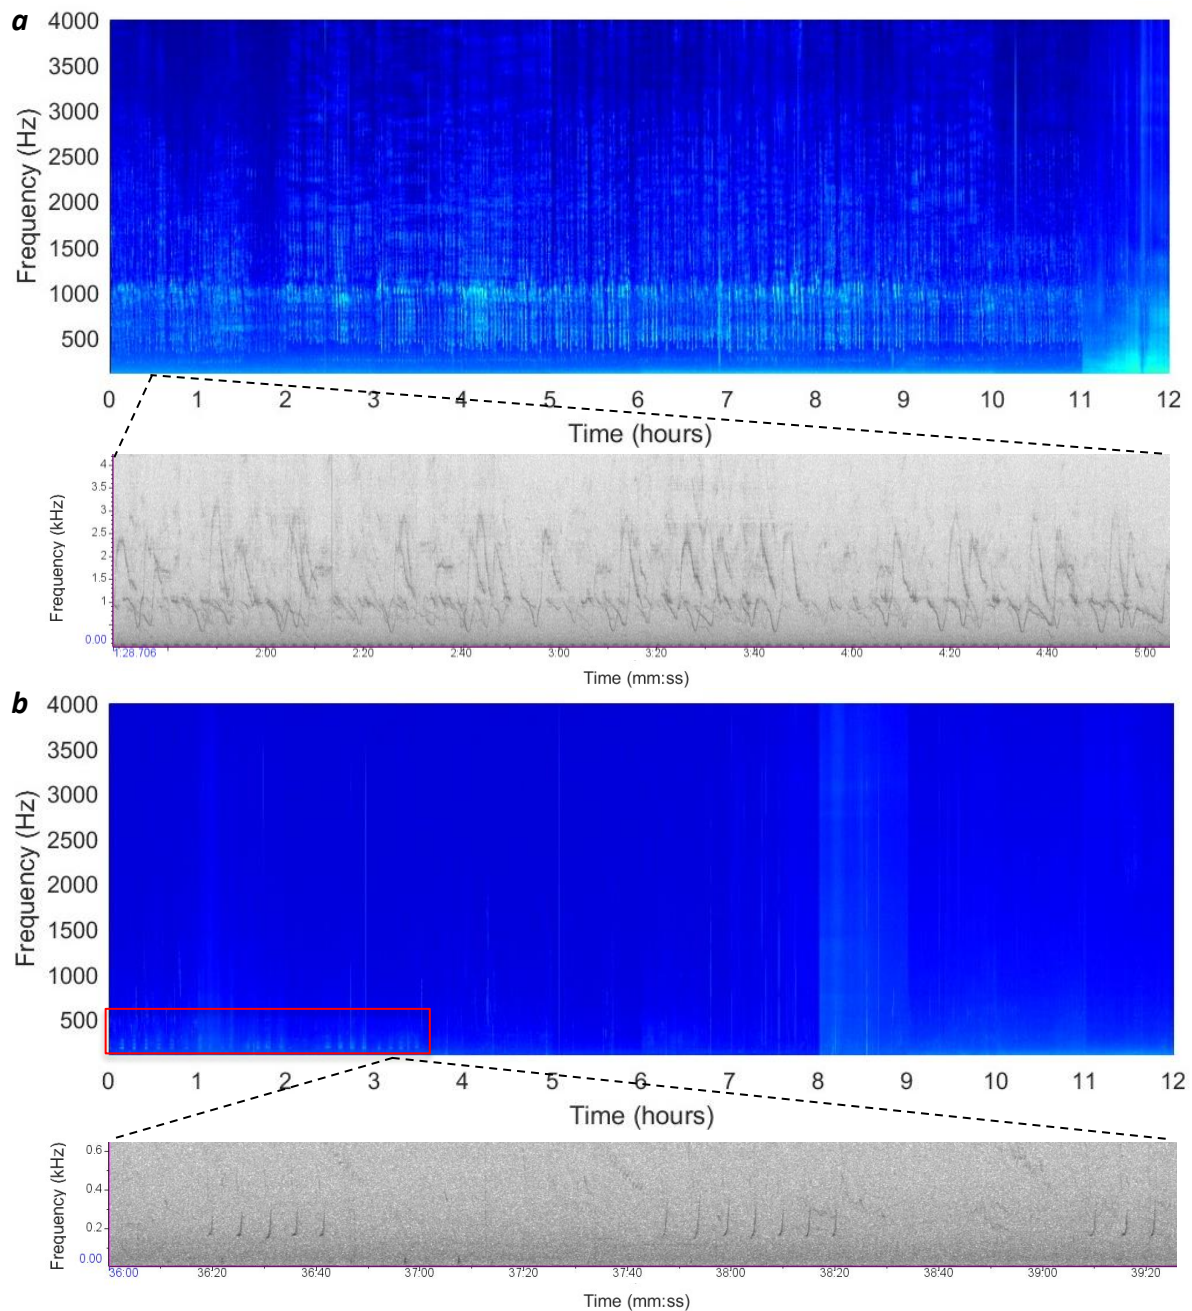 a
Frequency (Hz)
4000
3500
3000
2500
2000
1500
1000
500
0 1 2 3 4 5 6 7 8 9 10 11 12
Time (hours)
Frequency (kHz)
4
3.5
3
2.5
2
1.5
1
0.00
1:28.706 2:00 2:20 2:40 3:00 3:20 3:40 4:00 4:20 4:40 5:00
Time (mm:ss)
b
Frequency (Hz)
4000
3500
3000
2500
2000
1500
1000
500
0 1 2 3 4 5 6 7 8 9 10 11 12
Time (hours)
Frequency (kHz)
0.6
0.4
0.2
0.00
36:00 36:20 36:40 37:00 37:20 37:40 38:00 38:20 38:40 39:00 39:20
Time (mm:ss)